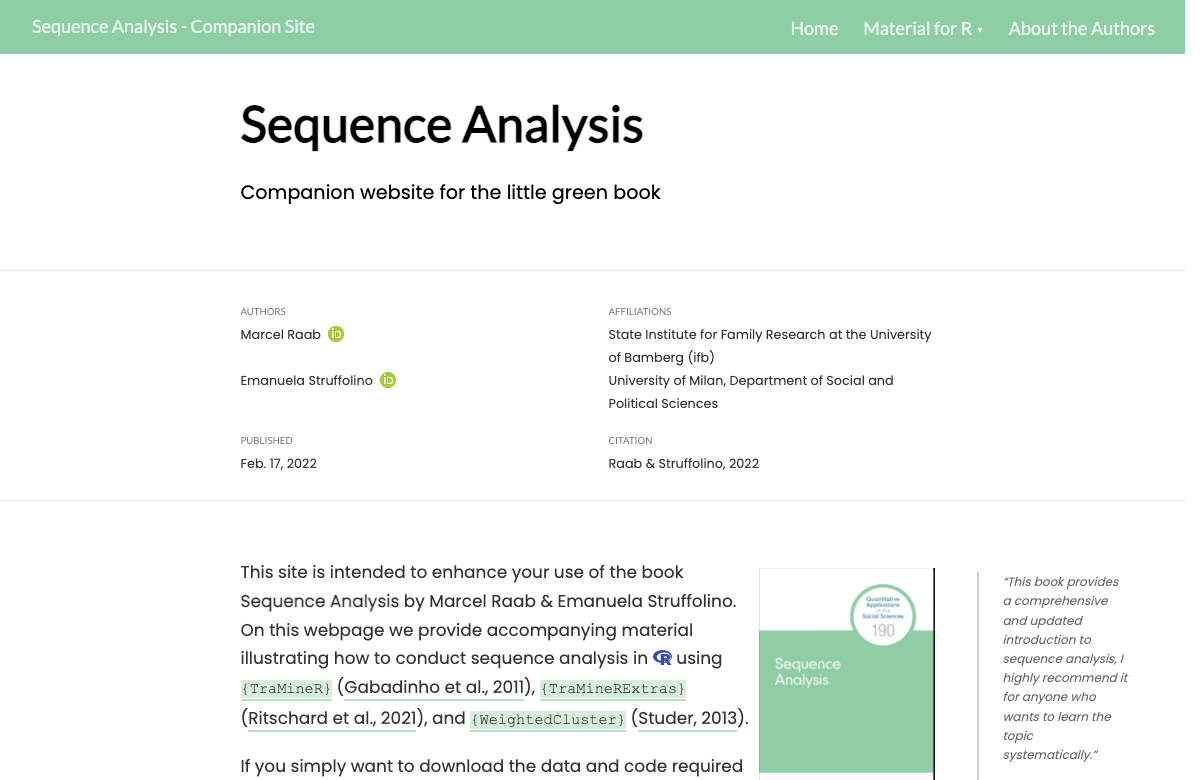 Sequence Analysis - Companion Site
Home
Material for R ▾
About the Authors
Sequence Analysis
Companion website for the little green book
AUTHORS
AFFILIATIONS
Marcel Raab iD
State Institute for Family Research at the University
of Bamberg (ifb)
Emanuela Struffolino iD
University of Milan, Department of Social and
Political Sciences
PUBLISHED
CITATION
Feb. 17, 2022
Raab & Struffolino, 2022
This site is intended to enhance your use of the book
Sequence Analysis by Marcel Raab & Emanuela Struffolino.
On this webpage we provide accompanying material
illustrating how to conduct sequence analysis in R using
{TraMineR} (Gabadinho et al., 2011), {TraMineRExtras}
(Ritschard et al., 2021), and {WeightedCluster} (Studer, 2013).
If you simply want to download the data and code required
Quantitative
Applications
in the
Social Sciences
190
Sequence
Analysis
“This book provides
a comprehensive
and updated
introduction to
sequence analysis, I
highly recommend it
for anyone who
wants to learn the
topic
systematically.”